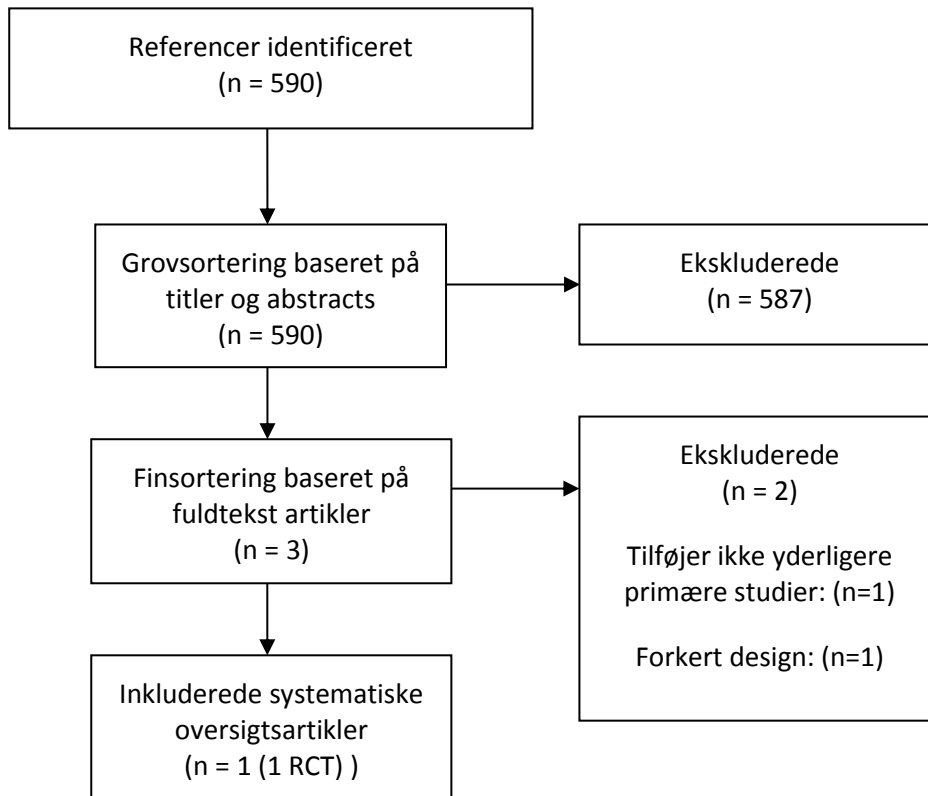 Referencer identificeret
(n = 590)
Grovsortering baseret på
titler og abstracts
(n = 590)
Ekskluderede
(n = 587)
Finsortering baseret på
fuldtekst artikler
(n = 3)
Ekskluderede
(n = 2)
Tilføjer ikke yderligere
primære studier: (n=1)
Forkert design: (n=1)
Inkluderede systematiske
oversigtsartikler
(n = 1 (1 RCT) )